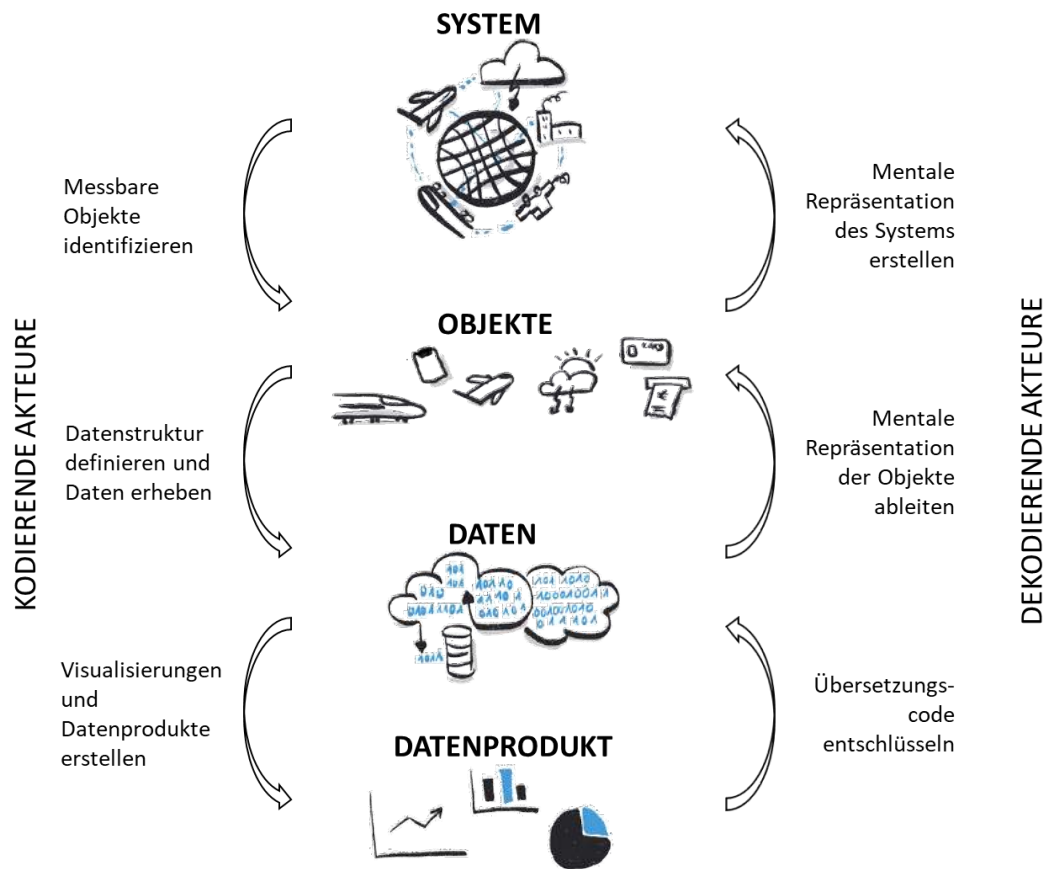 SYSTEM
Messbare
Objekte
identifizieren
Mentale
Repräsentation
des Systems
erstellen
KODIERENDE AKTEURE
DEKODIERENDE AKTEURE
OBJEKTE
Datenstruktur
definieren und
Daten erheben
Mentale
Repräsentation
der Objekte
ableiten
DATEN
Visualisierungen
und
Datenprodukte
erstellen
Übersetzungs-
code
entschlüsseln
DATENPRODUKT